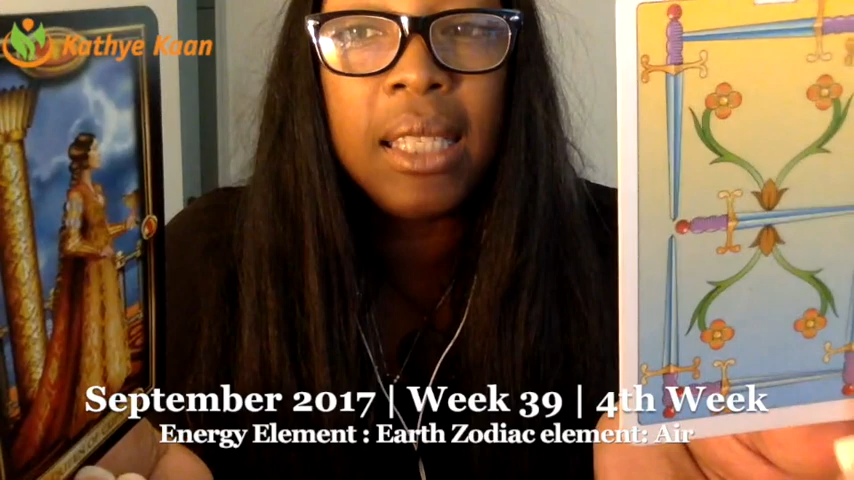 Kathye Kaan
September 2017 | Week 39 | 4th Week
Energy Element : Earth Zodiac element: Air